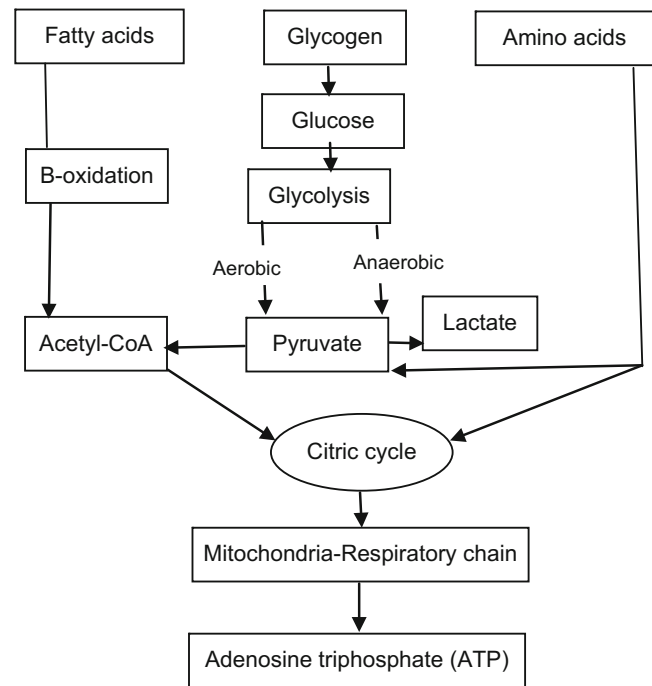 Fatty acids
Glycogen
Amino acids
Glucose
B-oxidation
Glycolysis
Aerobic
Anaerobic
Lactate
Acetyl-CoA
Pyruvate
Citric cycle
Mitochondria-Respiratory chain
Adenosine triphosphate (ATP)